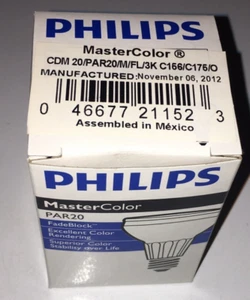 PHILIPS
MasterColor ®
CDM 20/PAR20/M/FL/3K C156/C175/O
MANUFACTURED:November 06, 2012
0 46677 21152 3
Assembled in México
PHILIPS
MasterColor
PAR20
FadeBlock™
Excellent Color
Rendering
Superior Color
Stability over Life